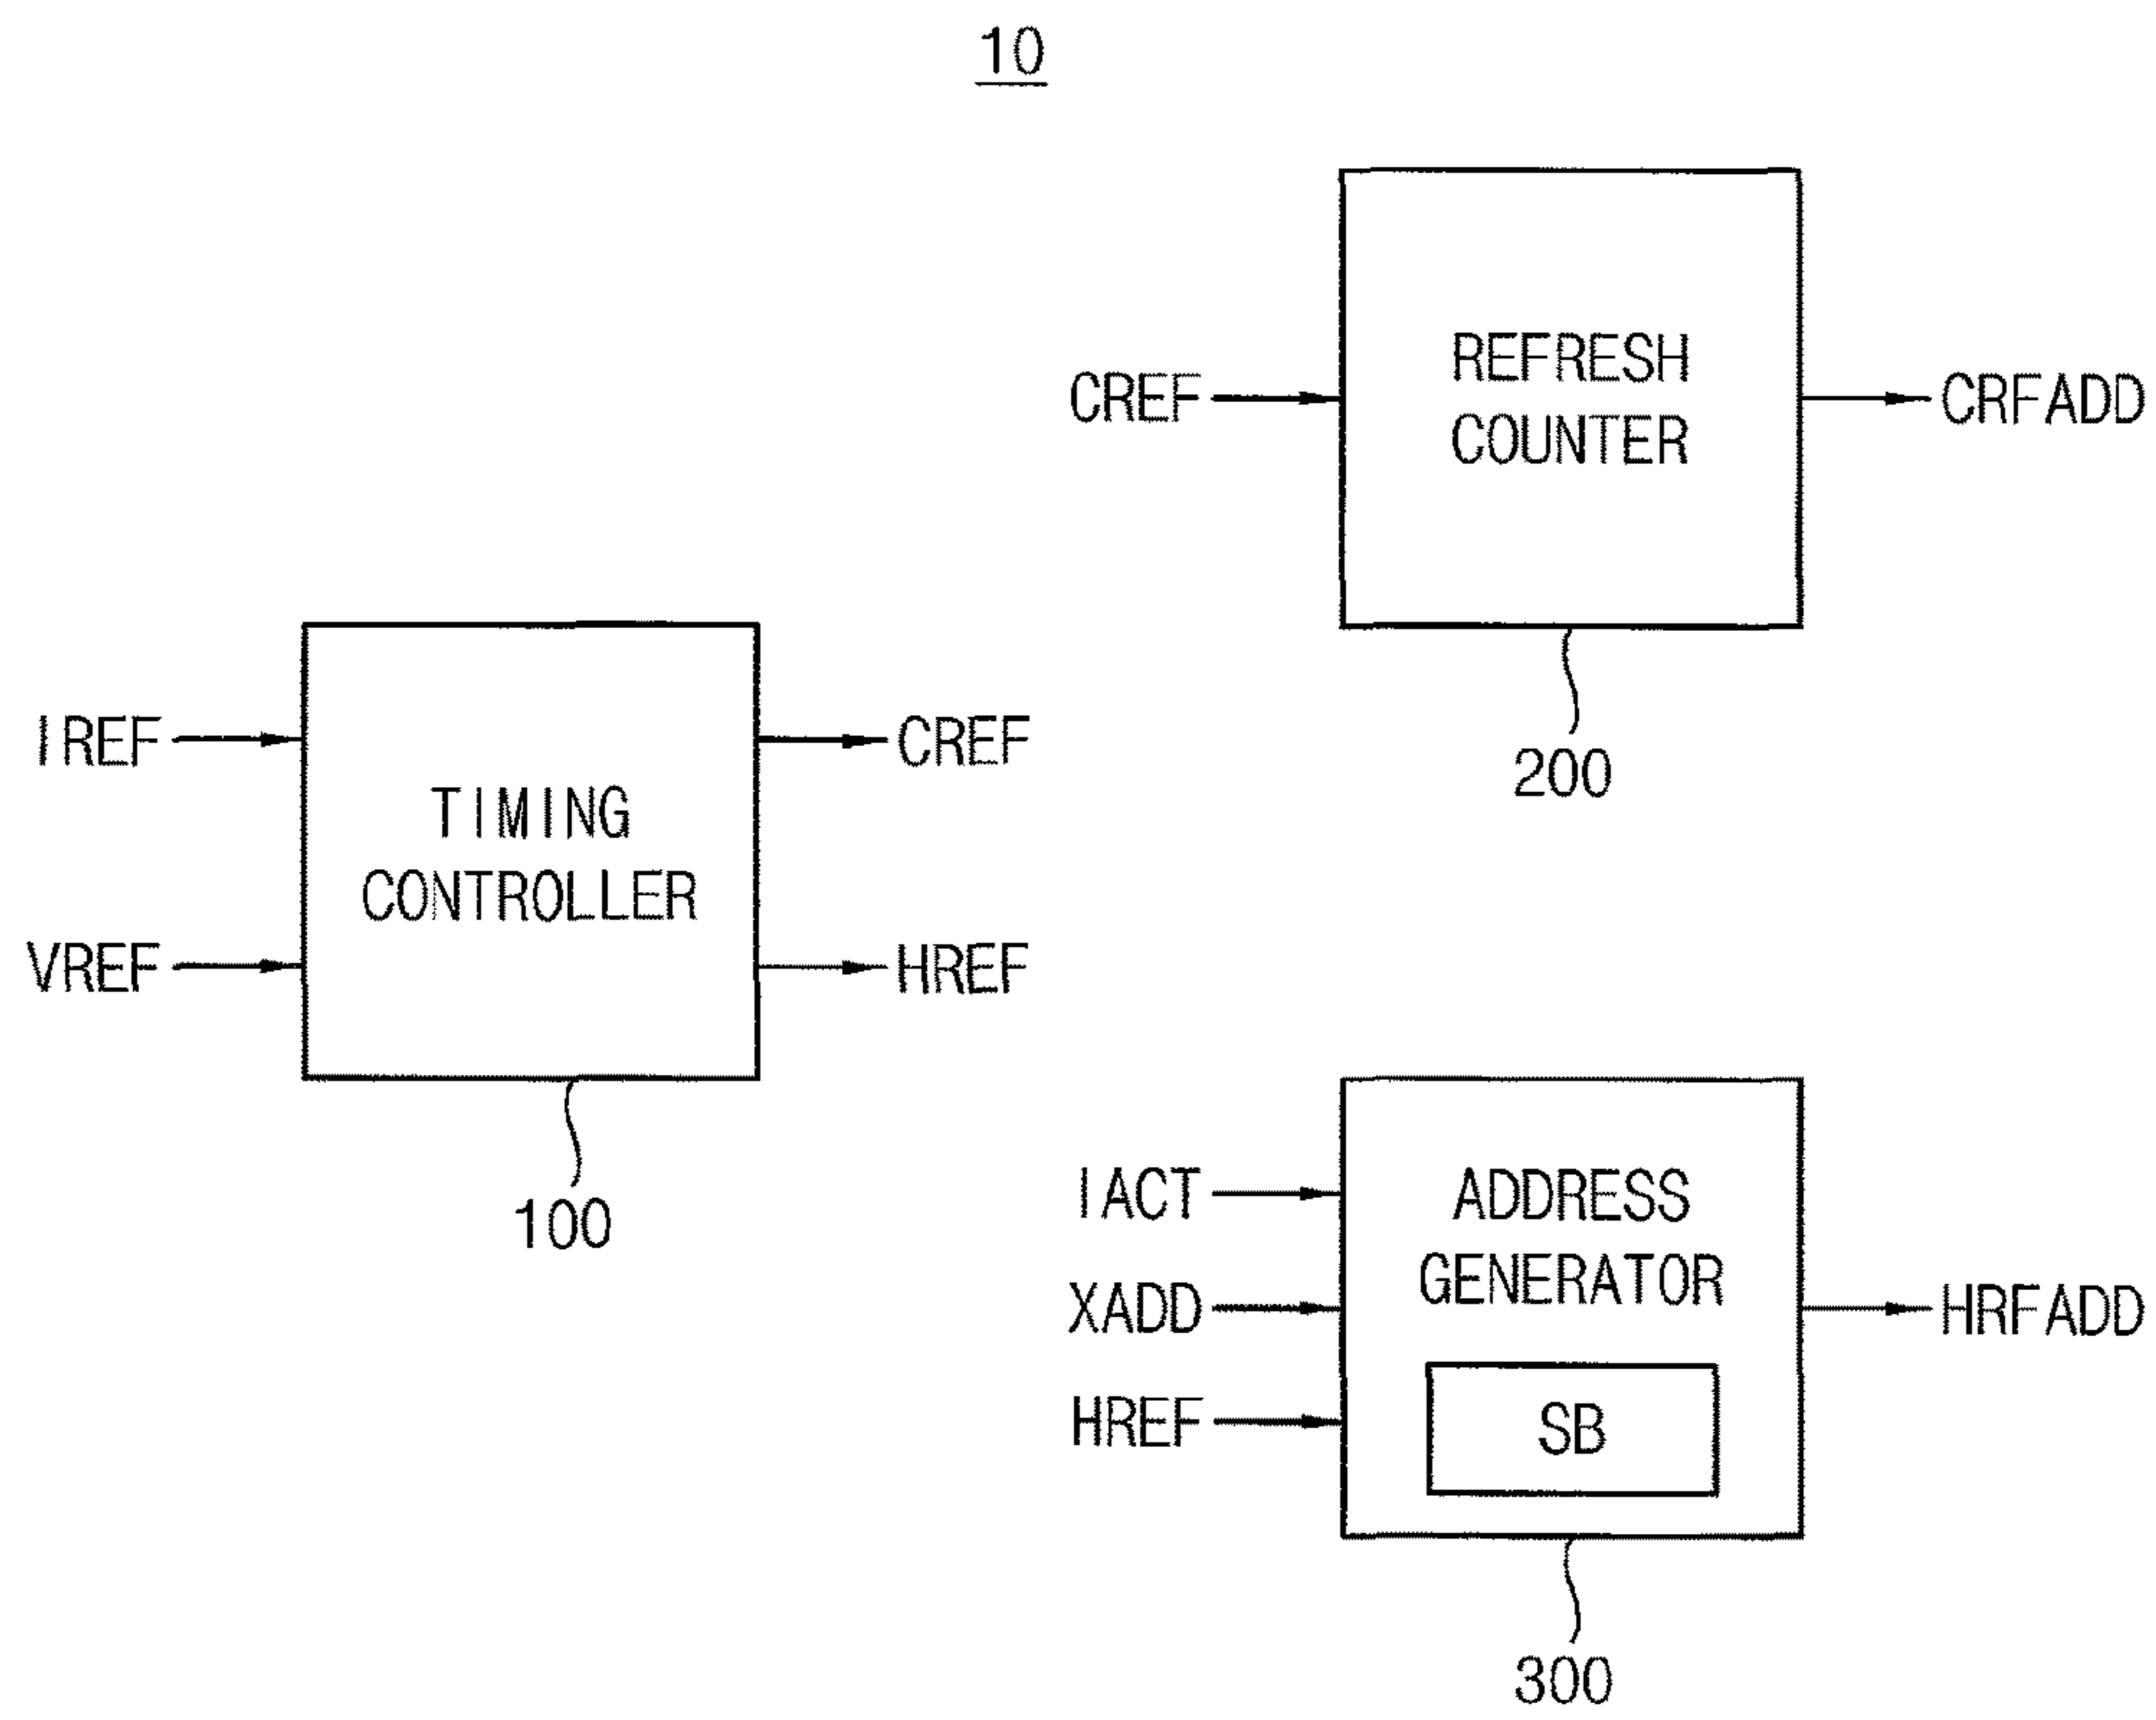 10
REFRESH
COUNTER
CREF
CRFADD
200
IREF
VREF
TIMING
CONTROLLER
CREF
HREF
100
IACT
XADD
HREF
ADDRESS
GENERATOR
SB
HRFADD
300